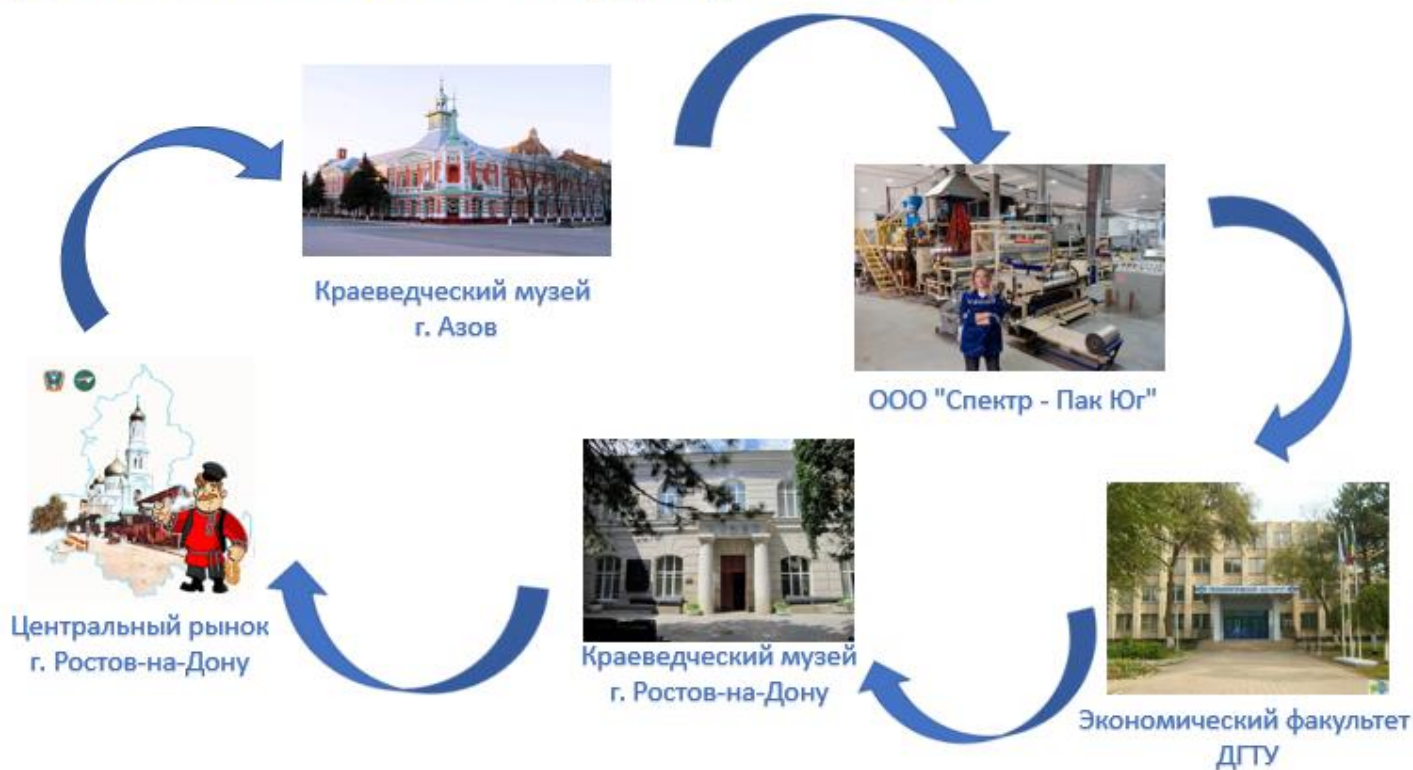 Краеведческий музей
г. Азов
ООО "Спектр - Пак Юг"
Центральный рынок
г. Ростов-на-Дону
Краеведческий музей
г. Ростов-на-Дону
Экономический факультет
ДГТУ